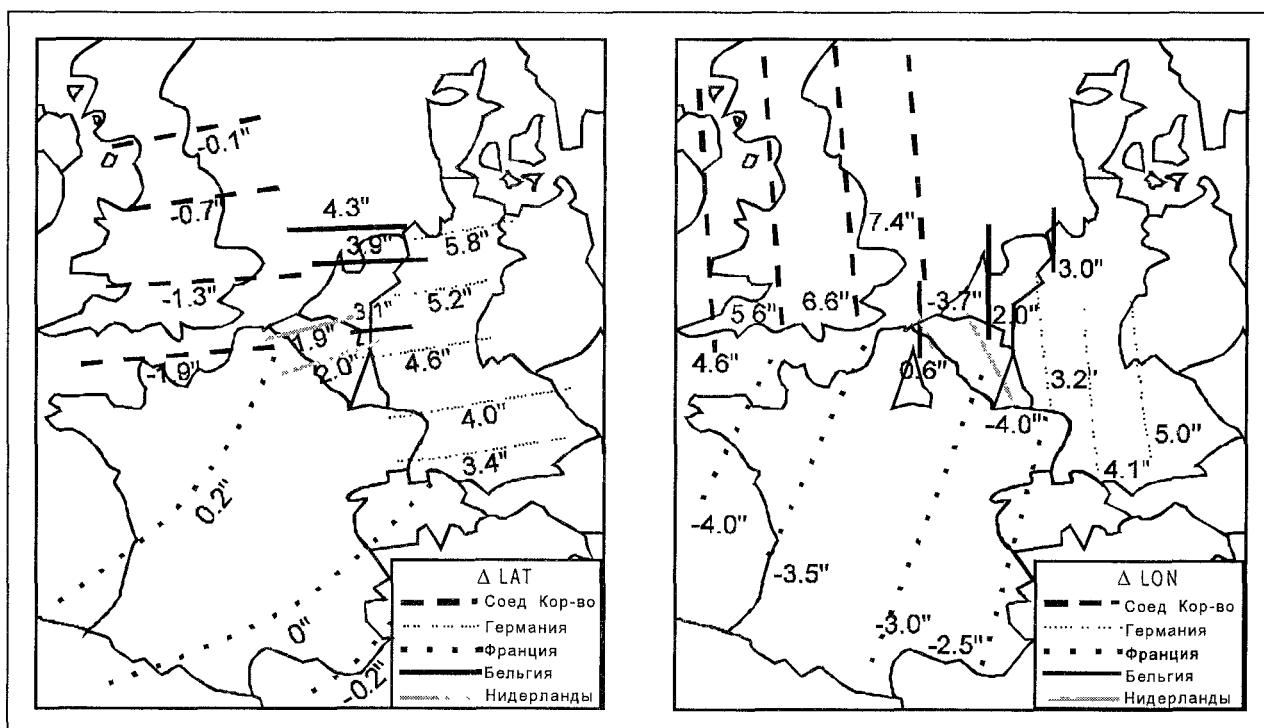 -0.1"
-0.7"
4.3"
3.9"
5.8"
-1.3"
5.2"
3.1"
1.9"
-1.9"
2.0"
4.6"
4.0"
3.4"
0.2"
0"
-0.2"
Δ LAT
Соед Кор-во
Германия
Франция
Бельгия
Нидерланды
7.4"
3.0"
-3.7"
5.6"
6.6"
2.0"
4.6"
0.6"
3.2"
-4.0"
5.0"
4.1"
-4.0"
-3.5"
-3.0"
-2.5"
Δ LON
Соед Кор-во
Германия
Франция
Бельгия
Нидерланды